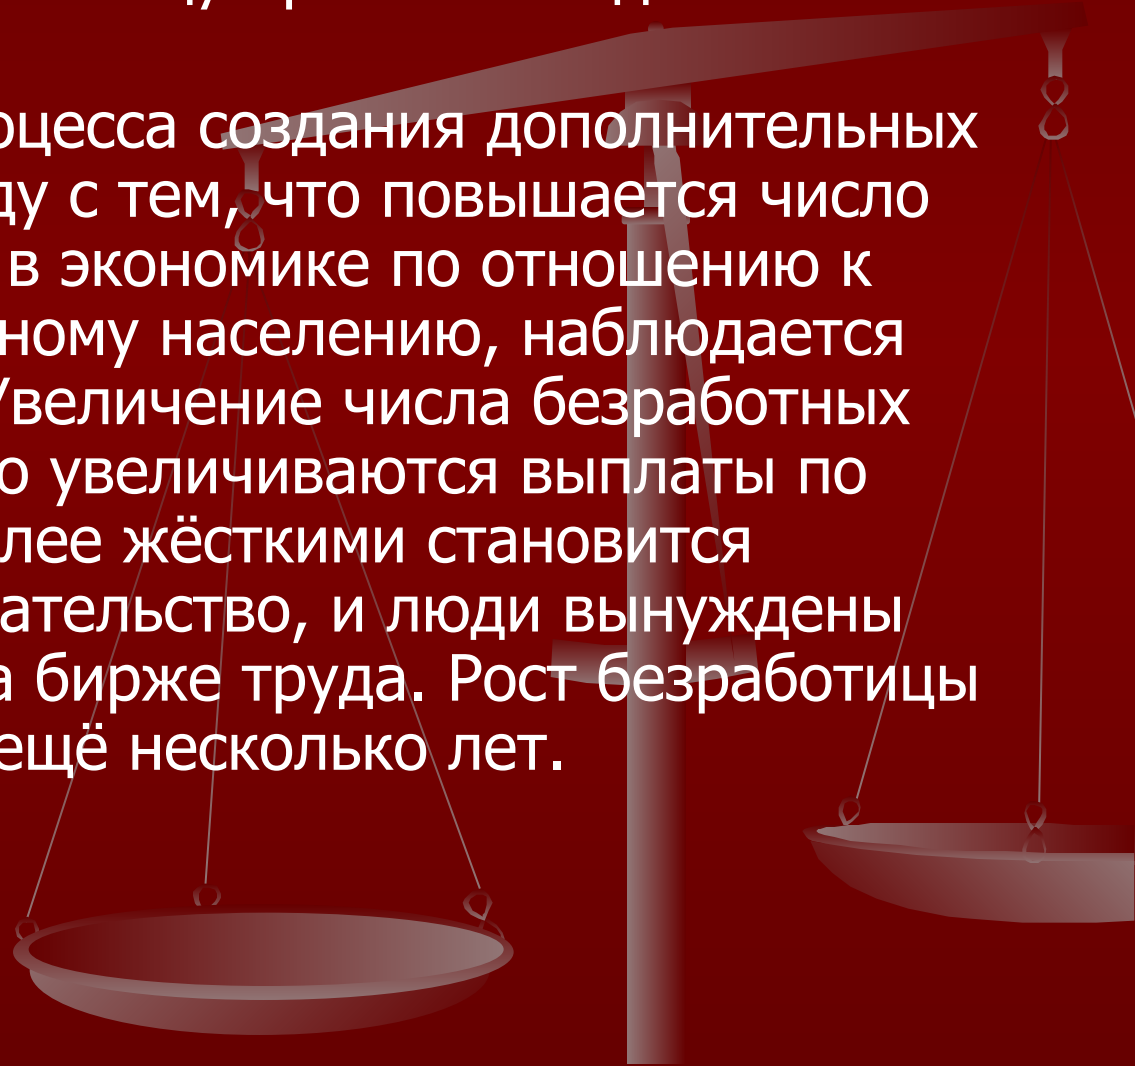 оцесса создания дополнительных
ду с тем, что повышается число
в экономике по отношению к
ному населению, наблюдается
Увеличение числа безработных
о увеличиваются выплаты по
лее жёсткими становится
ательство, и люди вынуждены
а бирже труда. Рост безработицы
ещё несколько лет.